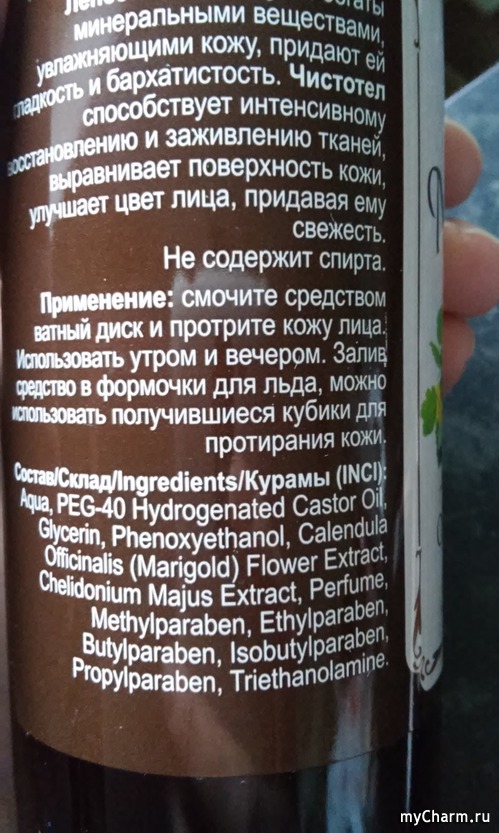 минеральными веществами,
увлажняющими кожу, придают ей
гладкость и бархатистость. Чистотел
способствует интенсивному
восстановлению и заживлению тканей,
выравнивает поверхность кожи,
улучшает цвет лица, придавая ему
свежесть.
Не содержит спирта.
Применение: смочите средством
ватный диск и протрите кожу лица.
Использовать утром и вечером. Залив
средство в формочки для льда, можно
использовать получившиеся кубики для
протирания кожи.
Состав/Склад/Ingredients/Курамы (INCI):
Aqua, PEG-40 Hydrogenated Castor Oil,
Glycerin, Phenoxyethanol, Calendula
Officinalis (Marigold) Flower Extract,
Chelidonium Majus Extract, Perfume,
Methylparaben, Ethylparaben,
Butylparaben, Isobutylparaben,
Propylparaben, Triethanolamine.
myCharm.ru